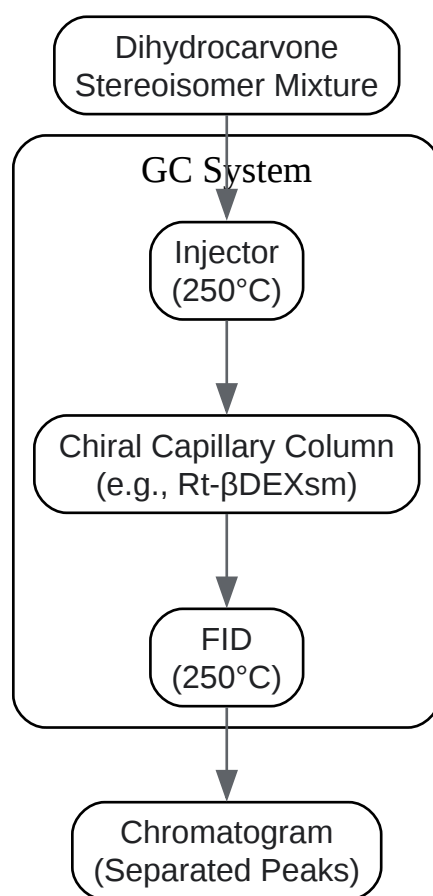 Dihydrocarvone
Stereoisomer Mixture
GC System
Injector
(250°C)
Chiral Capillary Column
(e.g., Rt-βDEXsm)
FID
(250°C)
Chromatogram
(Separated Peaks)